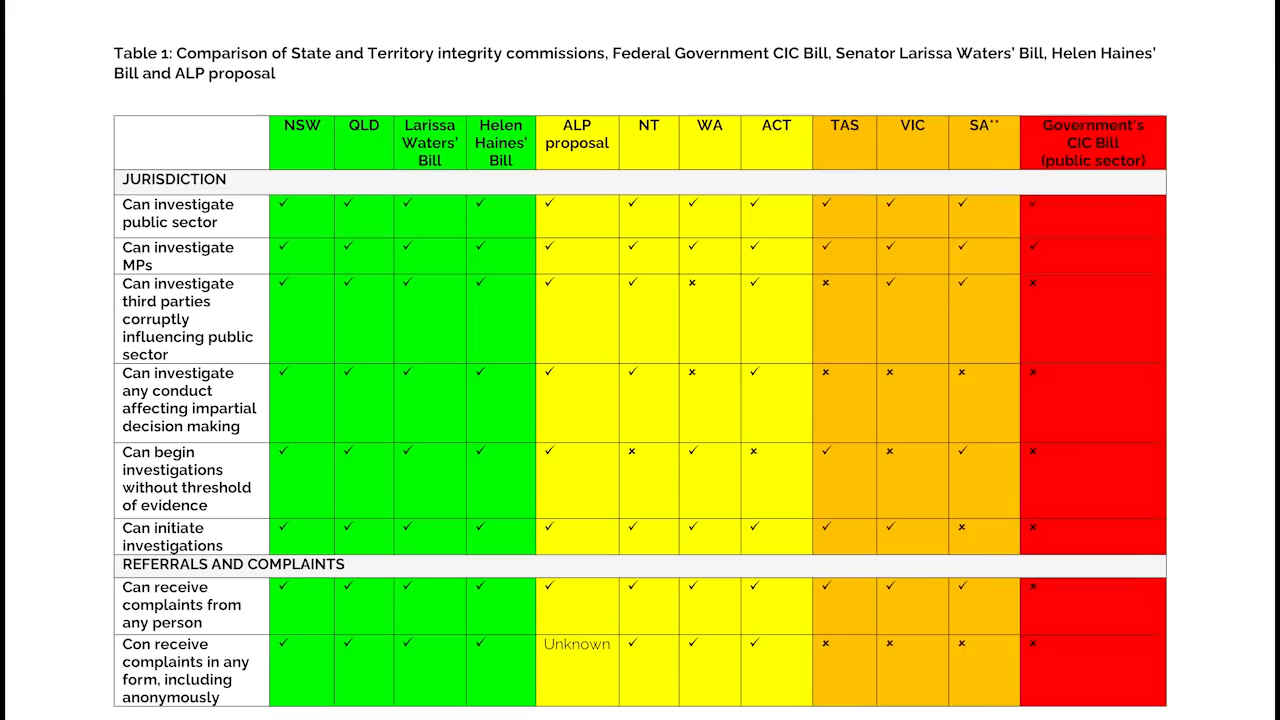 Table 1: Comparison of State and Territory integrity commissions, Federal Government CIC Bill, Senator Larissa Waters' Bill, Helen Haines'
Bill and ALP proposal
NSW QLD Larissa Waters' Bill Helen Haines' Bill ALP proposal NT WA ACT TAS VIC SA** Government's CIC Bill (public sector)
JURISDICTION
Can investigate
public sector
✓ ✓ ✓ ✓ ✓ ✓ ✓ ✓ ✓ ✓ ✓ ✓
Can investigate
MPs
✓ ✓ ✓ ✓ ✓ ✓ ✓ ✓ ✓ ✓ ✓ ✓
Can investigate
third parties
corruptly
influencing public
sector
✓ ✓ ✓ ✓ ✓ ✓ × ✓ × ✓ ✓ ×
Can investigate
any conduct
affecting impartial
decision making
✓ ✓ ✓ ✓ ✓ ✓ × ✓ × × × ×
Can begin
investigations
without threshold
of evidence
✓ ✓ ✓ ✓ ✓ × ✓ × ✓ × ✓ ×
Can initiate
investigations
✓ ✓ ✓ ✓ ✓ ✓ ✓ ✓ ✓ ✓ × ×
REFERRALS AND COMPLAINTS
Can receive
complaints from
any person
✓ ✓ ✓ ✓ ✓ ✓ ✓ ✓ ✓ ✓ ✓ ×
Con receive
complaints in any
form, including
anonymously
✓ ✓ ✓ ✓ Unknown ✓ ✓ ✓ × × × ×